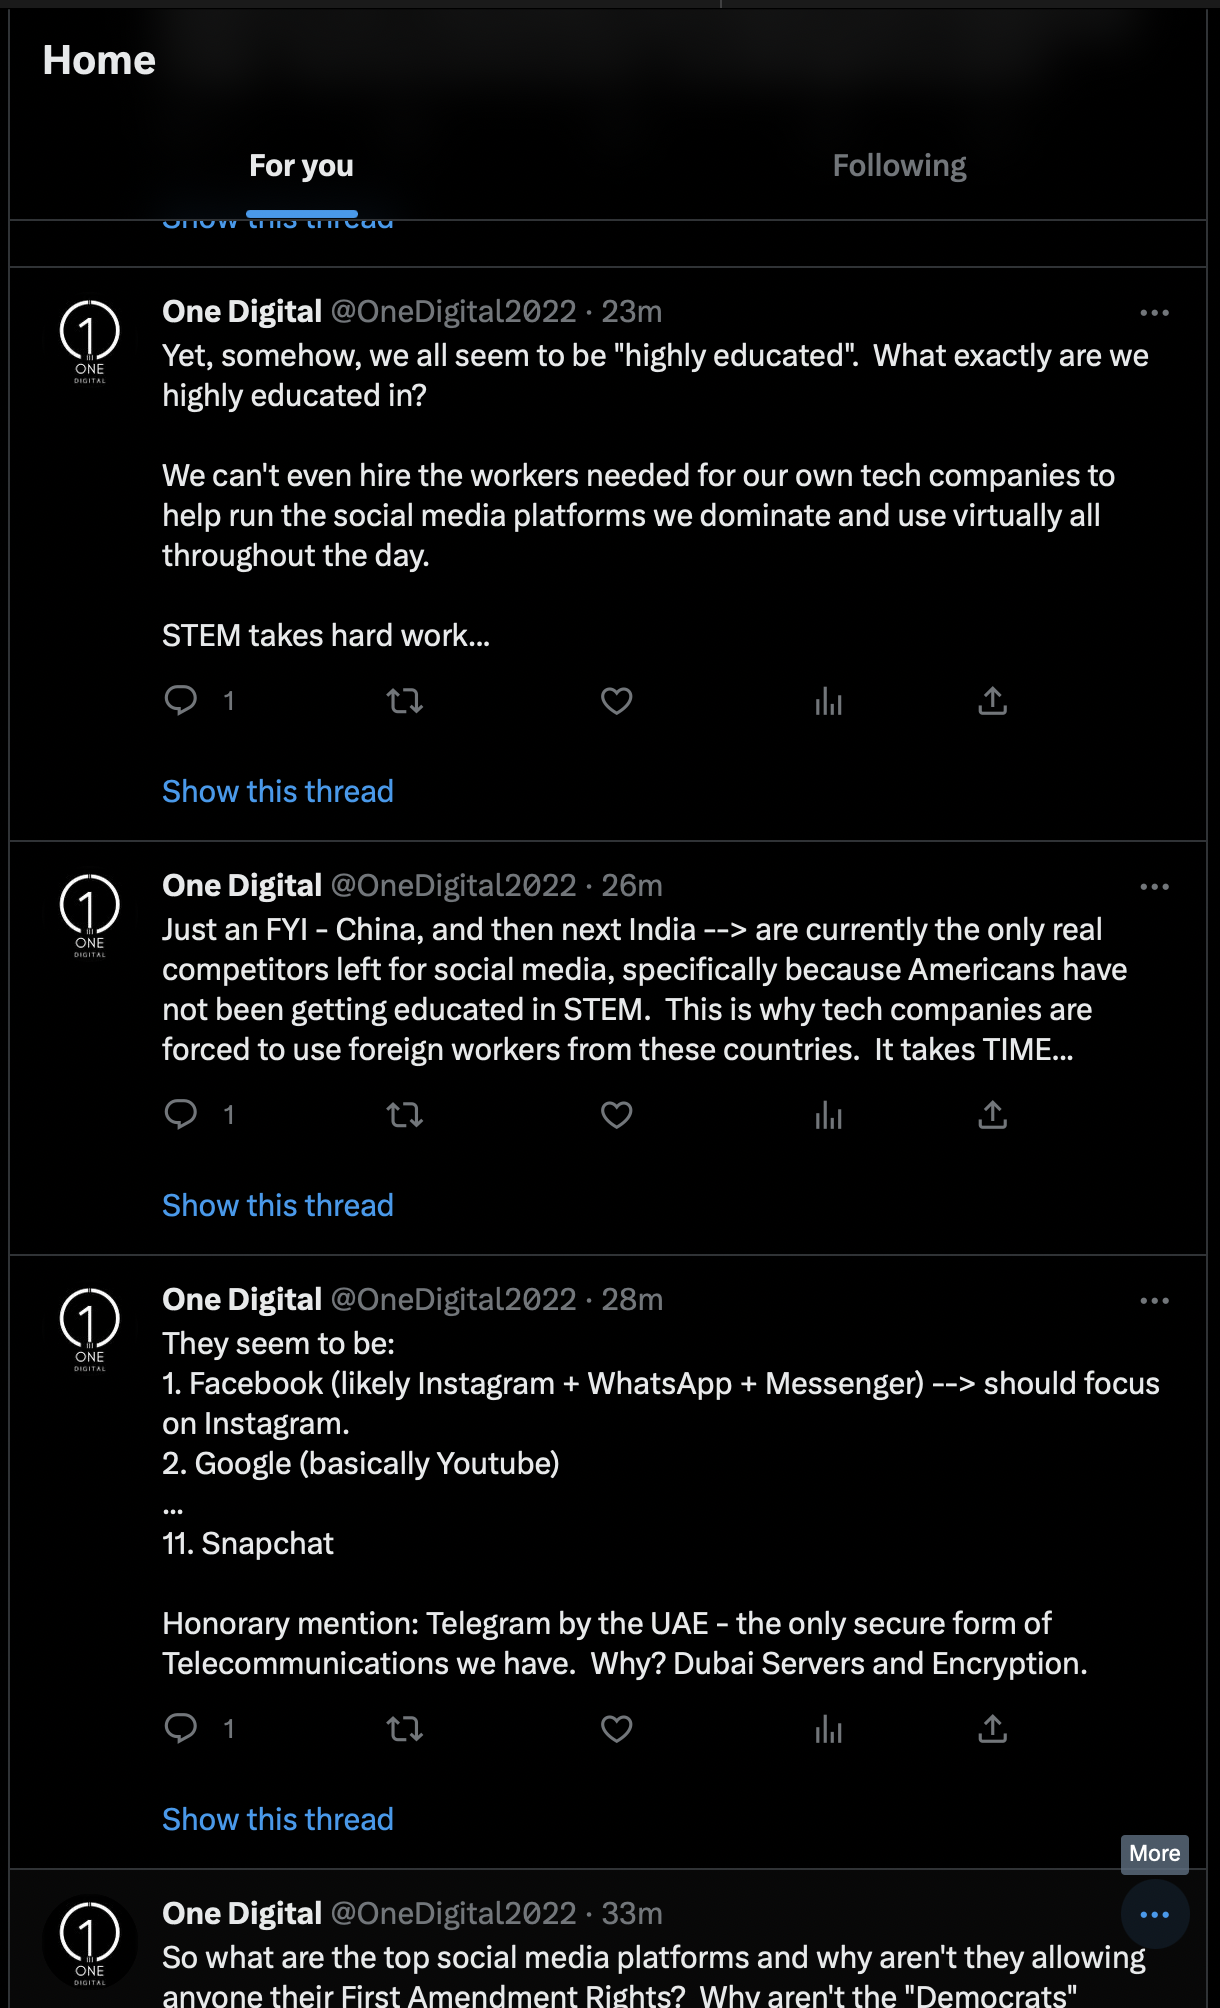 Home
For you
Following
Show this thread
One Digital @OneDigital2022 · 23m
Yet, somehow, we all seem to be "highly educated".  What exactly are we
highly educated in?
We can't even hire the workers needed for our own tech companies to
help run the social media platforms we dominate and use virtually all
throughout the day.
STEM takes hard work...
1
Show this thread
ONE
DIGITAL
One Digital @OneDigital2022 · 26m
Just an FYI - China, and then next India --> are currently the only real
competitors left for social media, specifically because Americans have
not been getting educated in STEM.  This is why tech companies are
forced to use foreign workers from these countries.  It takes TIME...
1
Show this thread
ONE
DIGITAL
One Digital @OneDigital2022 · 28m
They seem to be:
1. Facebook (likely Instagram + WhatsApp + Messenger) --> should focus
on Instagram.
2. Google (basically Youtube)
...
11. Snapchat
Honorary mention: Telegram by the UAE - the only secure form of
Telecommunications we have.  Why? Dubai Servers and Encryption.
1
Show this thread
ONE
DIGITAL
More
One Digital @OneDigital2022 · 33m
So what are the top social media platforms and why aren't they allowing
anyone their First Amendment Rights?  Why aren't the "Democrats"
ONE
DIGITAL